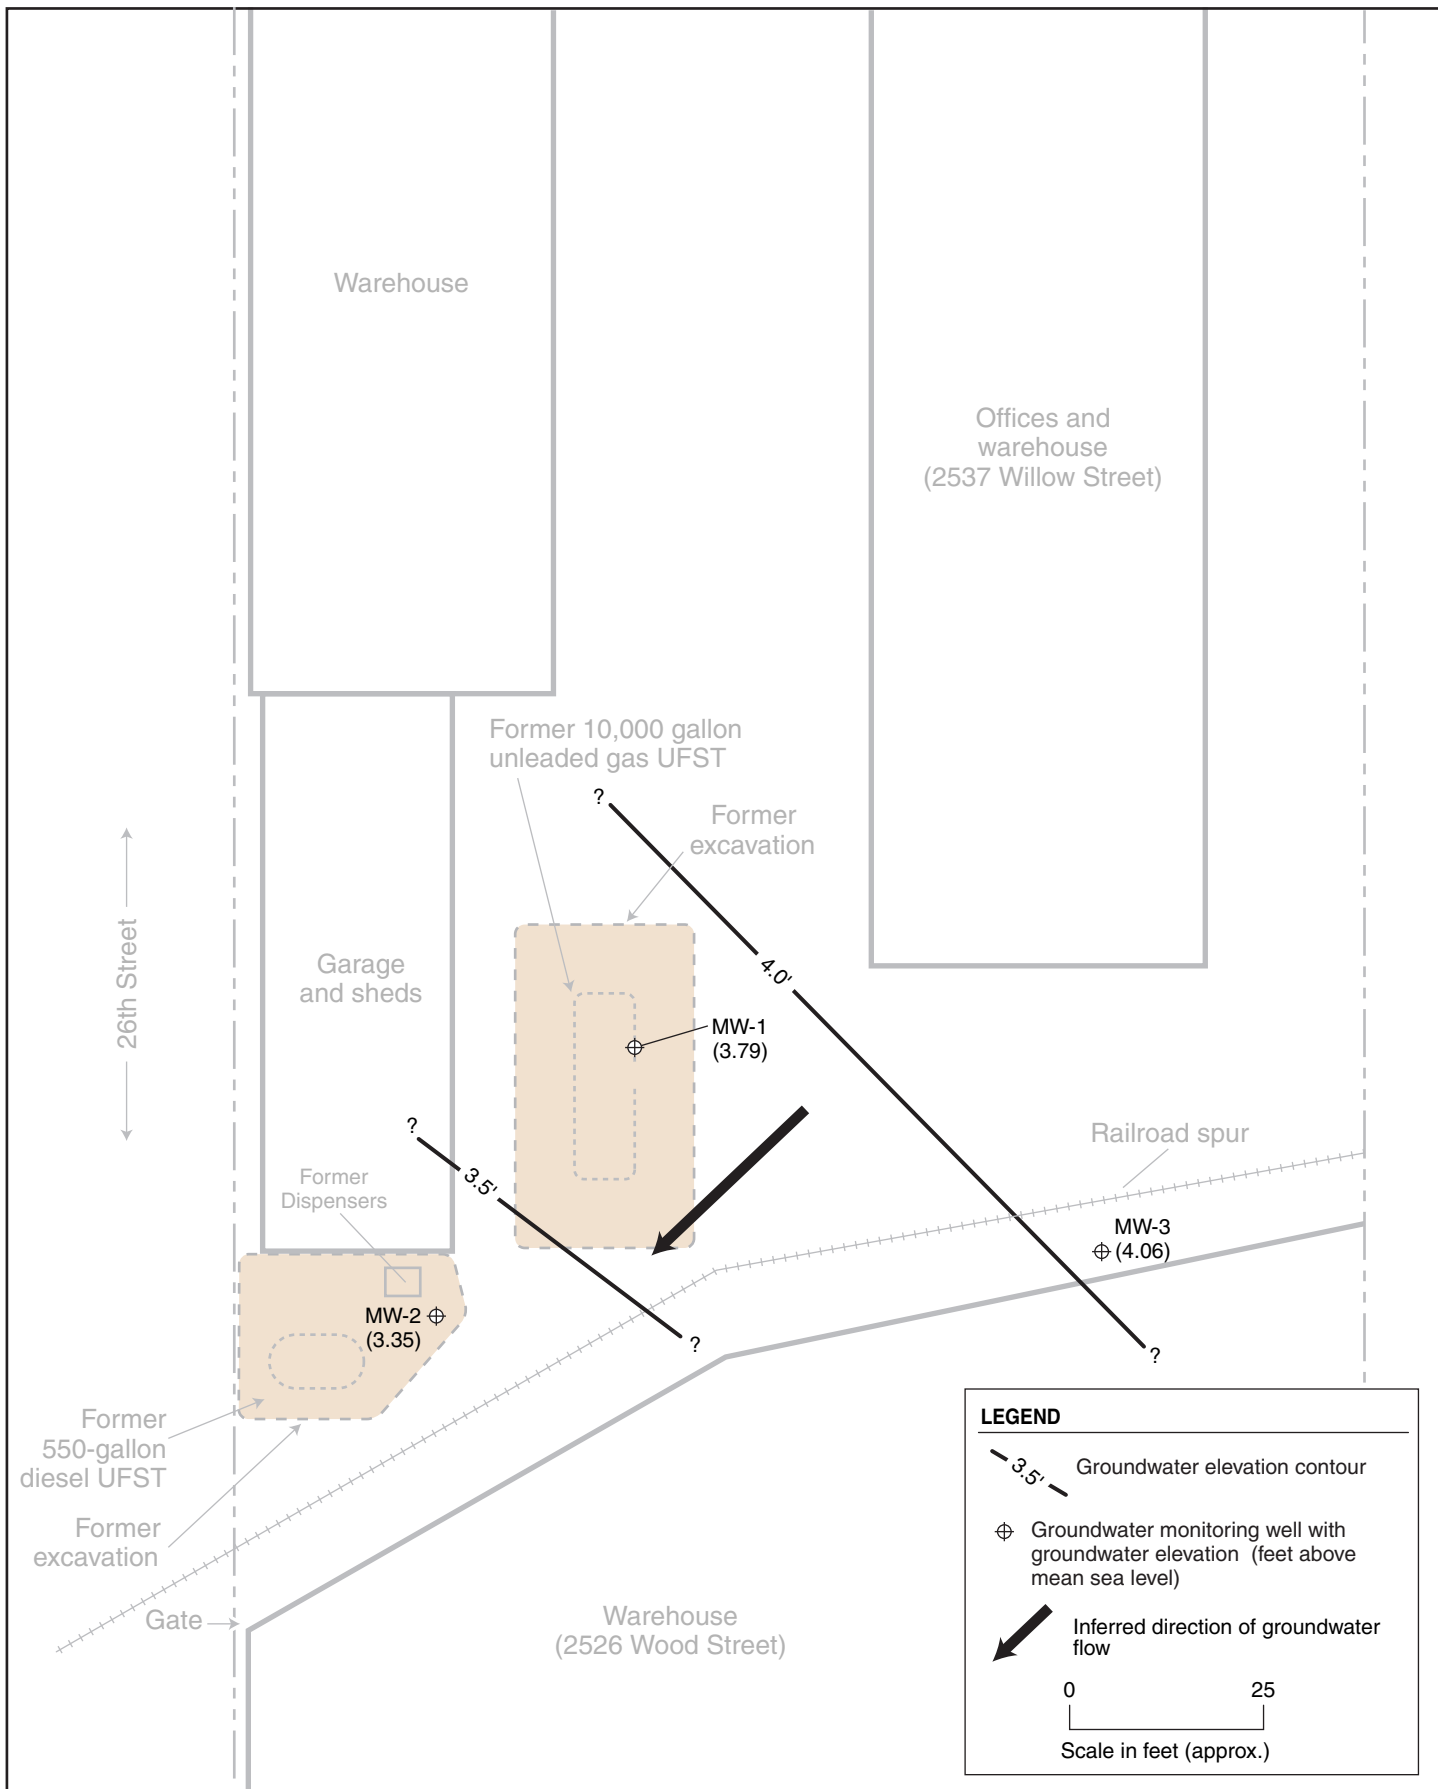 Warehouse
Offices and
warehouse
(2537 Willow Street)
Former 10,000 gallon
unleaded gas UFST
?
Former
excavation
26th Street
Garage
and sheds
4.0'
MW-1
(3.79)
?
Railroad spur
Former
Dispensers
3.5'
MW-3
(4.06)
MW-2
(3.35)
?
?
Former
550-gallon
diesel UFST
Former
excavation
Gate
Warehouse
(2526 Wood Street)
LEGEND
3.5'
Groundwater elevation contour
Groundwater monitoring well with
groundwater elevation (feet above
mean sea level)
Inferred direction of groundwater
flow
0 25
Scale in feet (approx.)